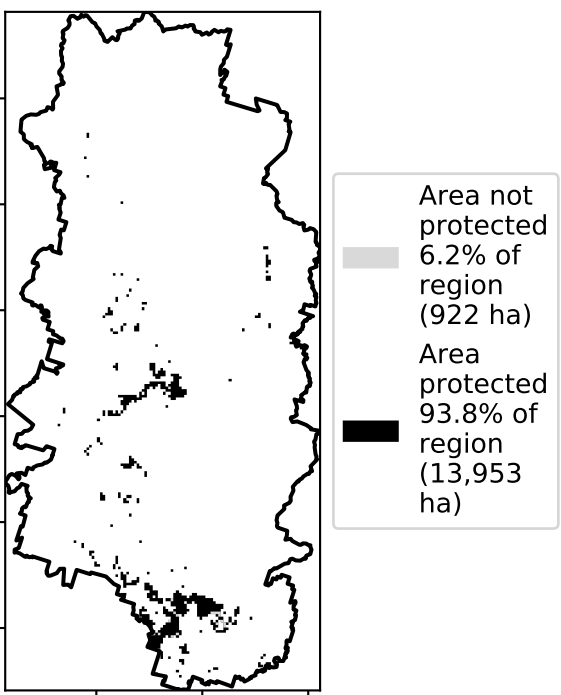 Area not
protected
6.2% of
region
(922 ha)
Area
protected
93.8% of
region
(13,953
ha)